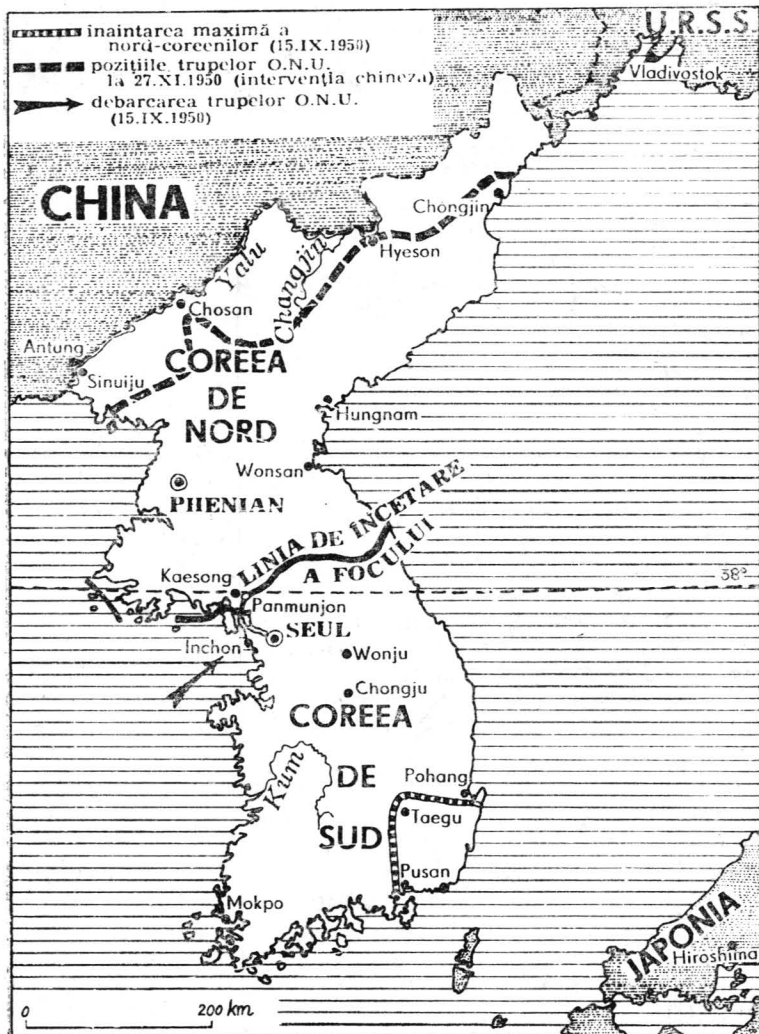 înaintarea maximă a
nord-coreenilor (15.IX.1950)
pozițiile trupelor O.N.U.
la 27.XI.1950 (intervenția chineza)
debarcarea trupelor O.N.U.
(15.IX.1950)
U.R.S.S.
Vladivostok
CHINA
Chongjin
Hyeson
Yalu
Changjin
Chosan
Antung
Sinuiju
COREEA
DE
NORD
Hungnam
Wonsan
PHENIAN
LINIA DE ÎNCETARE
A FOCULUI
Kaesong
38°
Panmunjon
SEUL
Inchon
Wonju
Chongju
COREEA
DE
SUD
Kum
Pohang
Taegu
Pusan
Mokpo
JAPONIA
Hiroshima
0 200 km